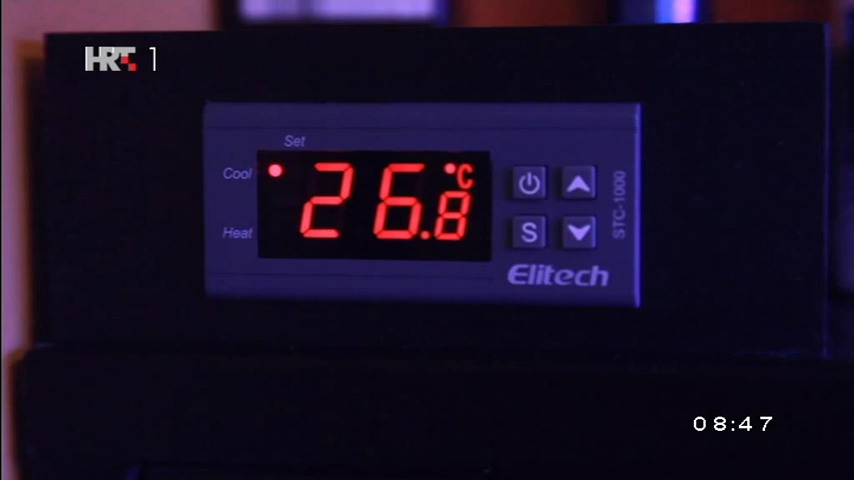 HRT 1
Set
Cool
Heat
26.8 °C
S
STC-1000
Elitech
08:47